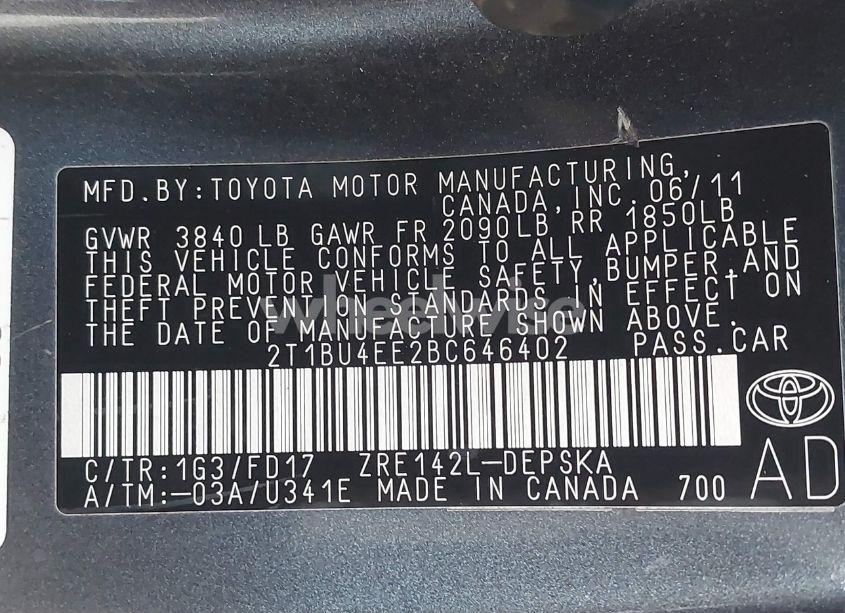 MFD.BY:TOYOTA MOTOR MANUFACTURING,
CANADA,INC. 06/11
GVWR 3840 LB GAWR FR 2090LB RR 1850LB
THIS VEHICLE CONFORMS TO ALL APPLICABLE
FEDERAL MOTOR VEHICLE SAFETY,BUMPER,AND
THEFT PREVENTION STANDARDS IN EFFECT ON
THE DATE OF MANUFACTURE SHOWN ABOVE.
wheelwire
2T1BU4EE2BC646402 PASS.CAR
C/TR:1G3/FD17 ZRE142L-DEPSKA
A/TM:-03A/U341E MADE IN CANADA 700
AD